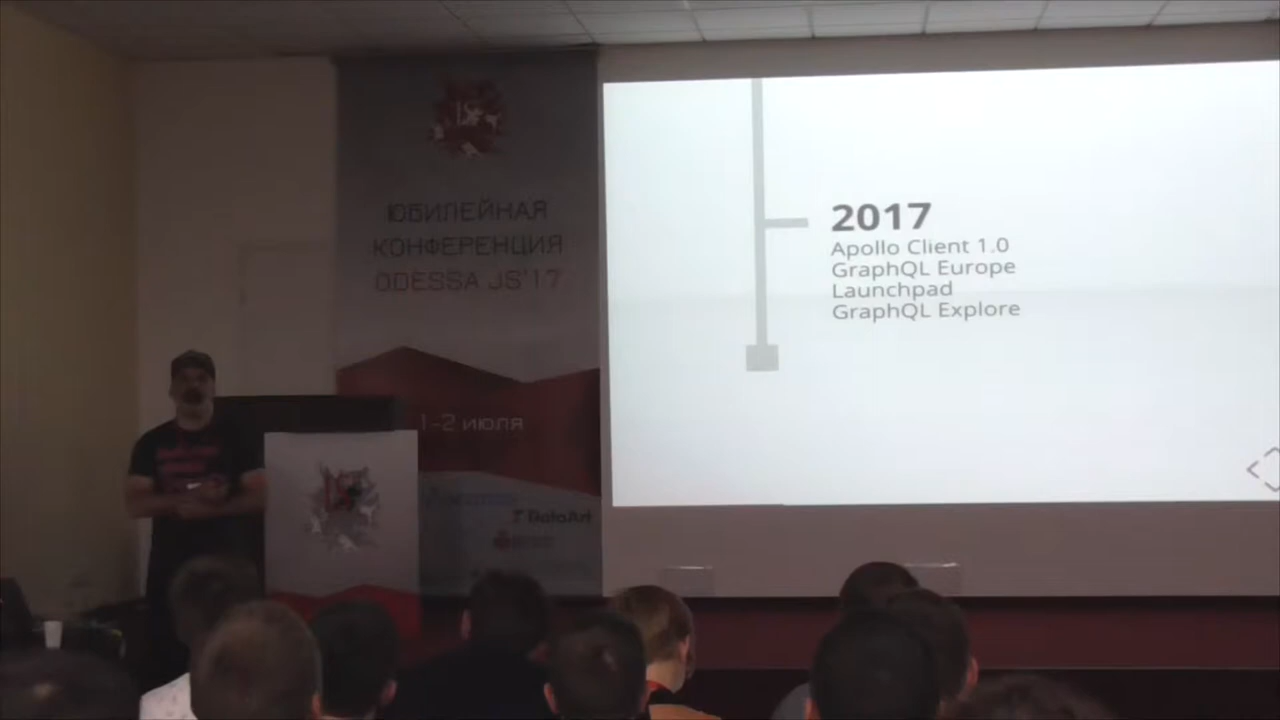 ЮБИЛЕЙНАЯ
КОНФЕРЕНЦИЯ
ODESSA JS'17
1-2 июля
DataArt
JS
2017
Apollo Client 1.0
GraphQL Europe
Launchpad
GraphQL Explore